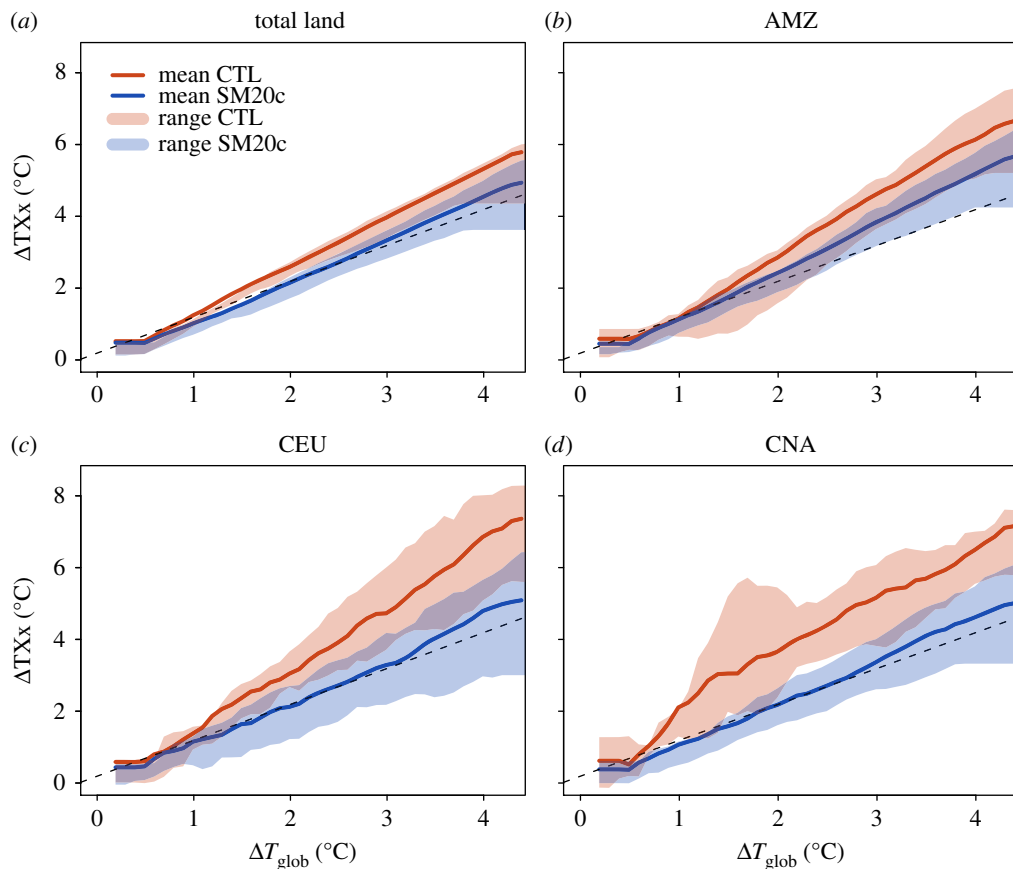 (a) total land
(b) AMZ
mean CTL
mean SM20c
range CTL
range SM20c
ΔTXx (°C)
8
6
4
2
0
0 1 2 3 4
0 1 2 3 4
(c) CEU
(d) CNA
ΔTXx (°C)
8
6
4
2
0
0 1 2 3 4
0 1 2 3 4
ΔTglob (°C)
ΔTglob (°C)